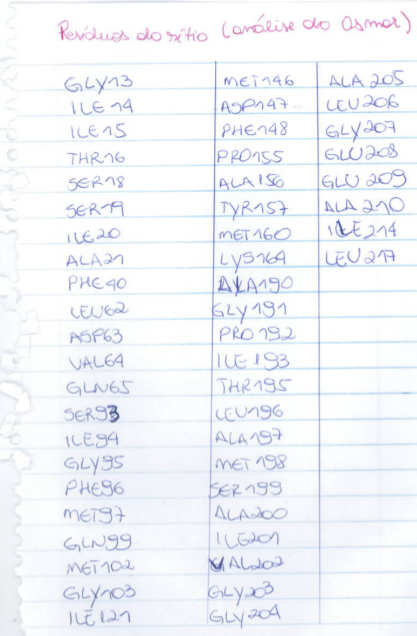 Resíduos do sítio (análise do Osmar)
GLY13
ILE14
ILE15
THR16
SER18
SER19
ILE20
ALA21
PHE40
LEU62
ASP63
VAL64
GLN65
SER93
ILE94
GLY95
PHE96
MET97
GLN99
MET102
GLY103
ILE121
MET146
ASP147
PHE148
PRO155
ALA156
TYR157
MET160
LYS164
ALA190
GLY191
PRO192
ILE193
THR195
LEU196
ALA197
MET198
SER199
ALA200
ILE201
VAL202
GLY203
GLY204
ALA205
LEU206
GLY207
GLU208
GLU209
ALA210
ILE214
LEU217